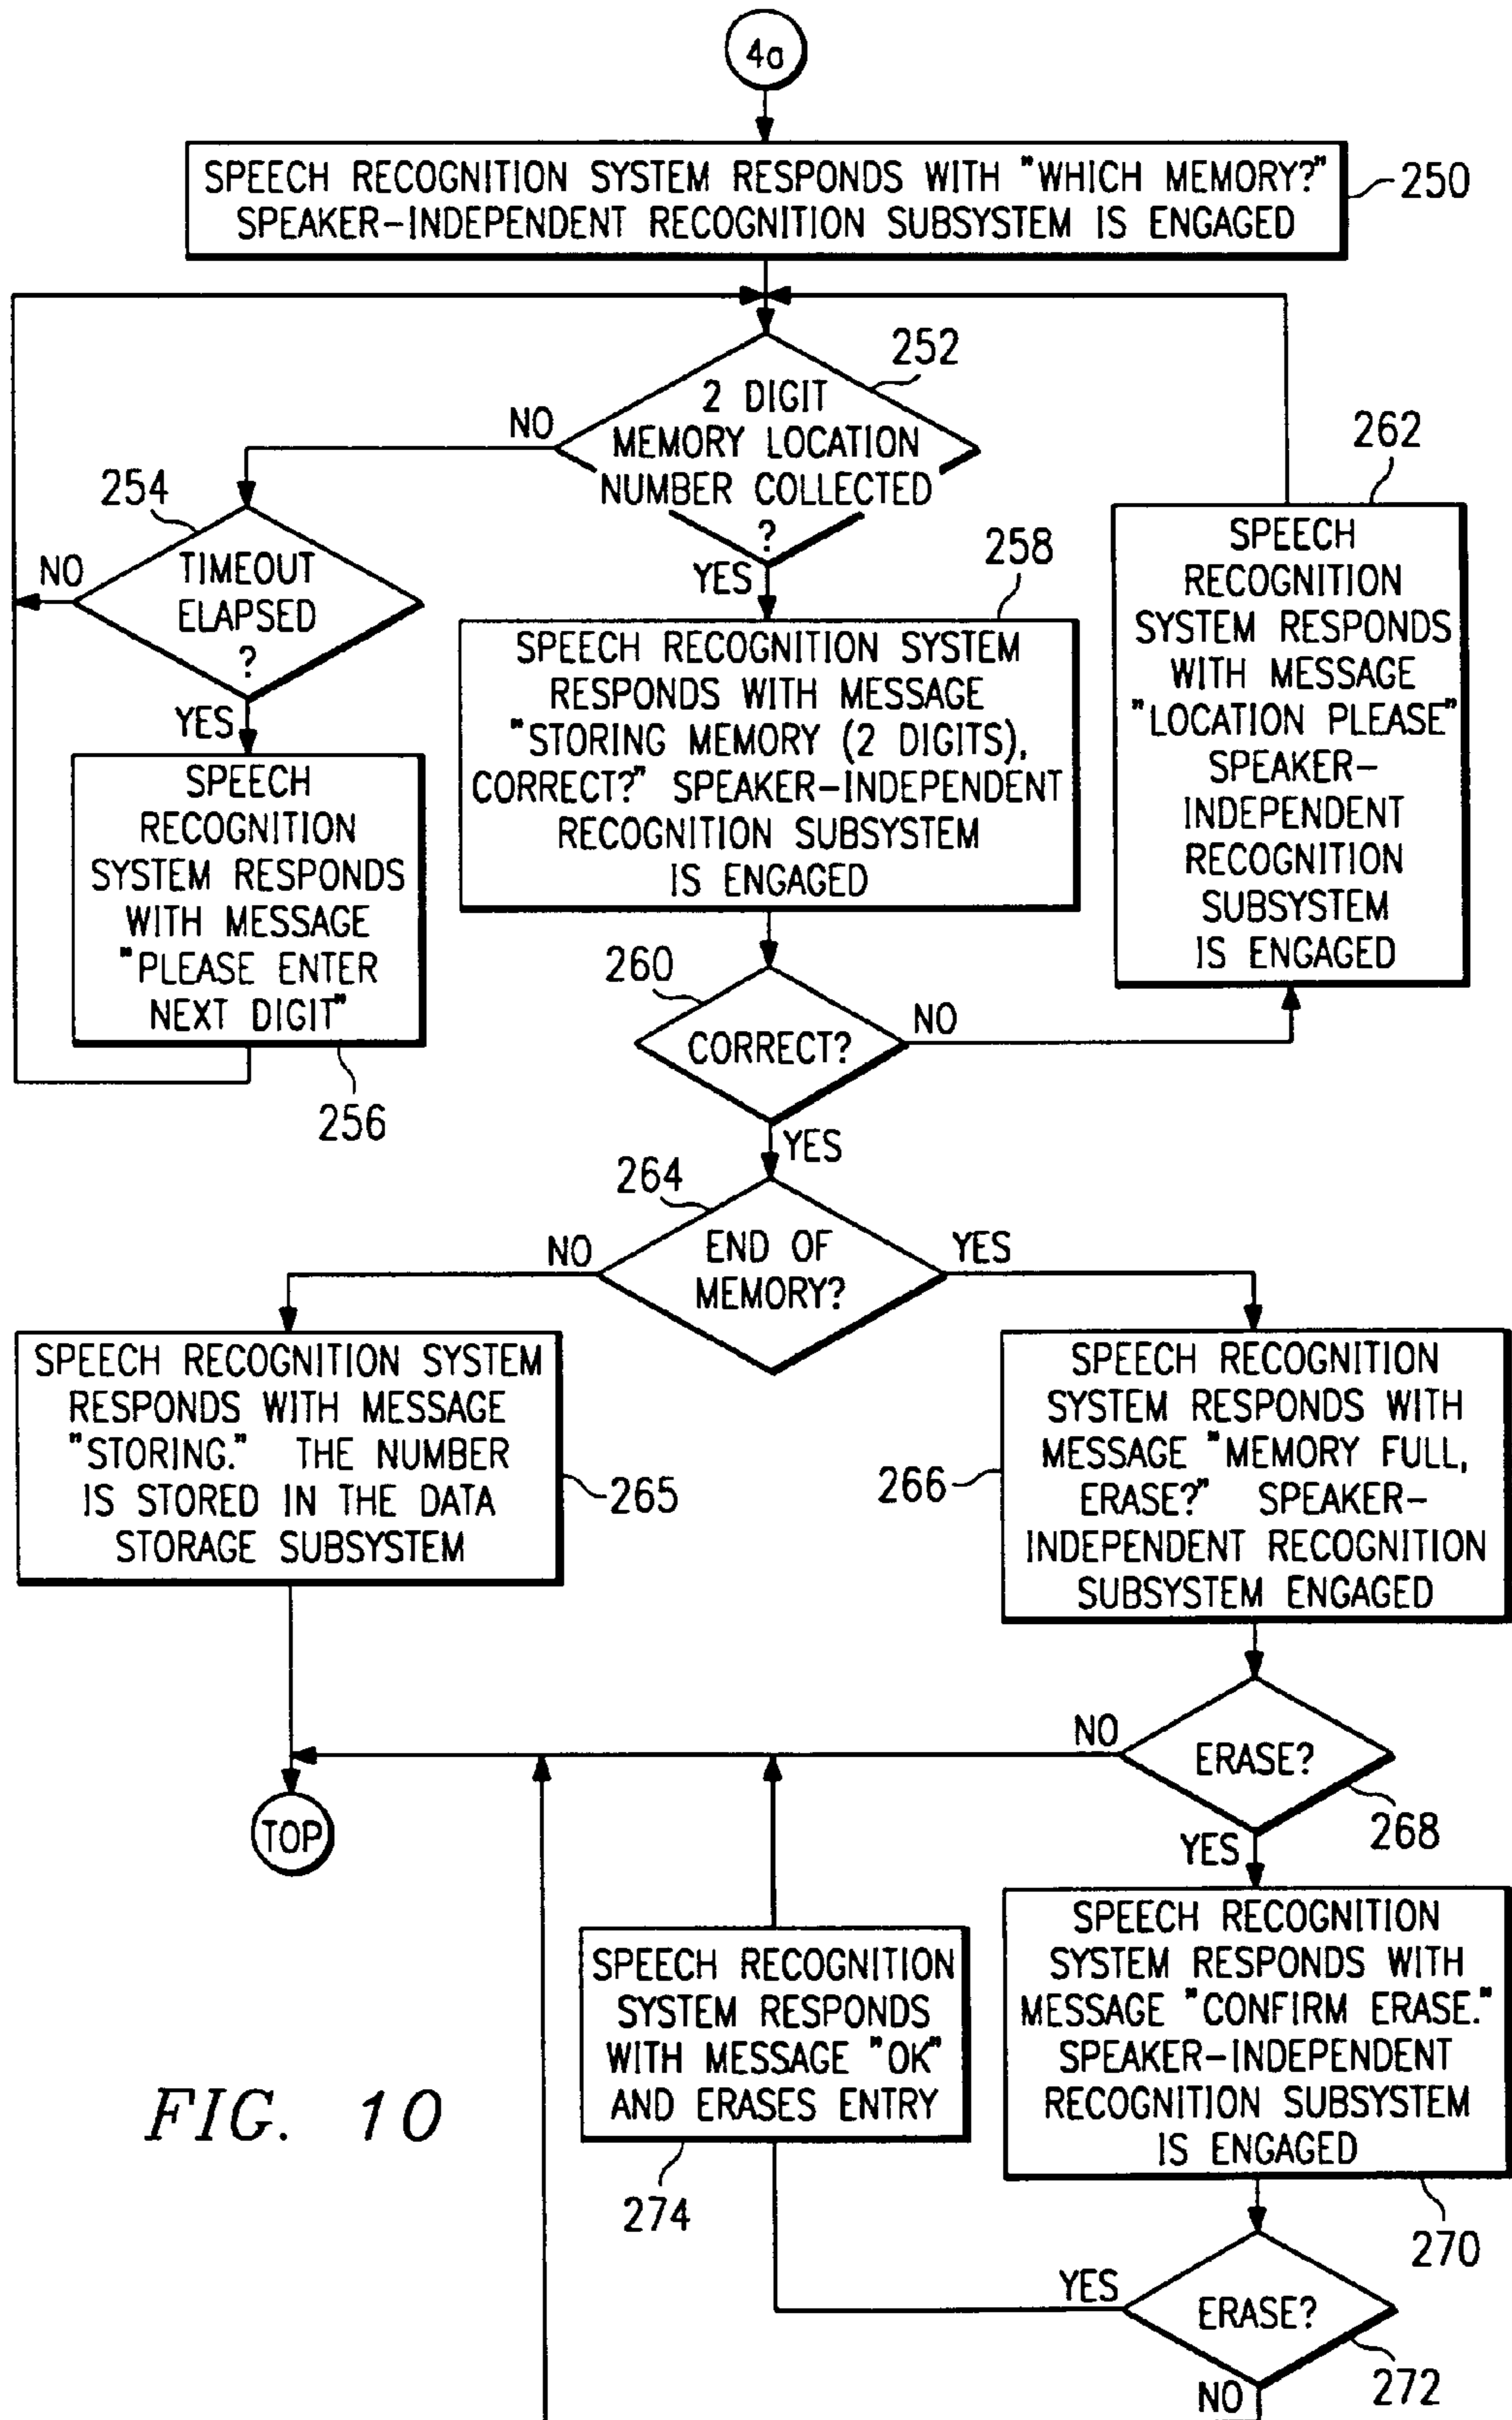 4a
SPEECH RECOGNITION SYSTEM RESPONDS WITH "WHICH MEMORY?"
SPEAKER-INDEPENDENT RECOGNITION SUBSYSTEM IS ENGAGED
250
252
2 DIGIT
MEMORY LOCATION
NUMBER COLLECTED
?
NO
YES
254
TIMEOUT
ELAPSED
?
NO
YES
SPEECH
RECOGNITION
SYSTEM RESPONDS
WITH MESSAGE
"PLEASE ENTER
NEXT DIGIT"
256
258
SPEECH RECOGNITION SYSTEM
RESPONDS WITH MESSAGE
"STORING MEMORY (2 DIGITS),
CORRECT?" SPEAKER-INDEPENDENT
RECOGNITION SUBSYSTEM
IS ENGAGED
262
SPEECH
RECOGNITION
SYSTEM RESPONDS
WITH MESSAGE
"LOCATION PLEASE"
SPEAKER-
INDEPENDENT
RECOGNITION
SUBSYSTEM
IS ENGAGED
260
CORRECT?
NO
YES
264
END OF
MEMORY?
NO
YES
SPEECH RECOGNITION SYSTEM
RESPONDS WITH MESSAGE
"STORING." THE NUMBER
IS STORED IN THE DATA
STORAGE SUBSYSTEM
265
266
SPEECH RECOGNITION
SYSTEM RESPONDS WITH
MESSAGE "MEMORY FULL,
ERASE?" SPEAKER-
INDEPENDENT RECOGNITION
SUBSYSTEM ENGAGED
NO
ERASE?
268
YES
TOP
SPEECH RECOGNITION
SYSTEM RESPONDS WITH
MESSAGE "CONFIRM ERASE."
SPEAKER-INDEPENDENT
RECOGNITION SUBSYSTEM
IS ENGAGED
270
SPEECH RECOGNITION
SYSTEM RESPONDS
WITH MESSAGE "OK"
AND ERASES ENTRY
274
YES
ERASE?
272
NO
FIG. 10